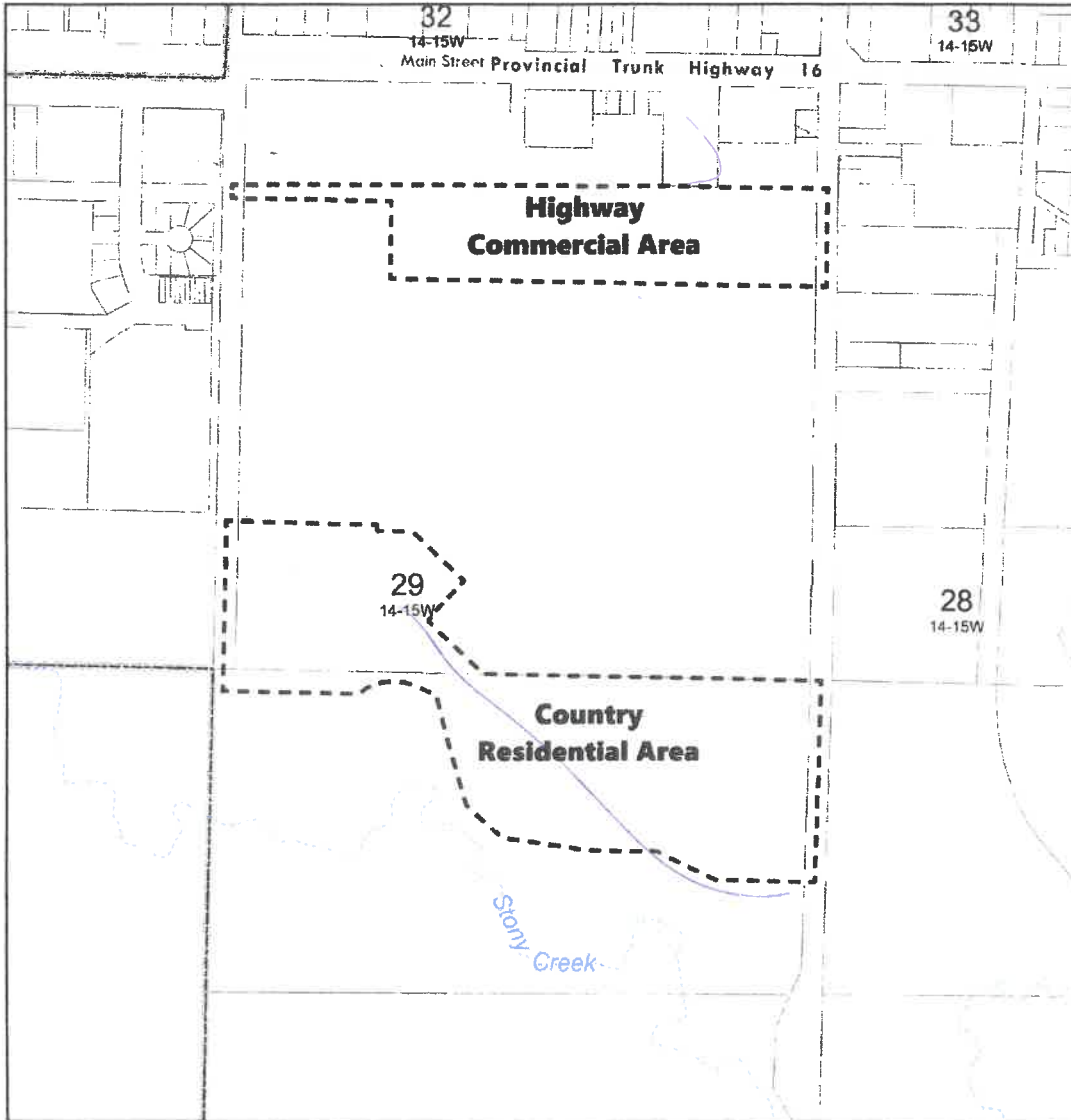 32
14-15W
33
14-15W
Main Street Provincial Trunk Highway 16
Highway
Commercial Area
29
14-15W
28
14-15W
Country
Residential Area
Stony
Creek